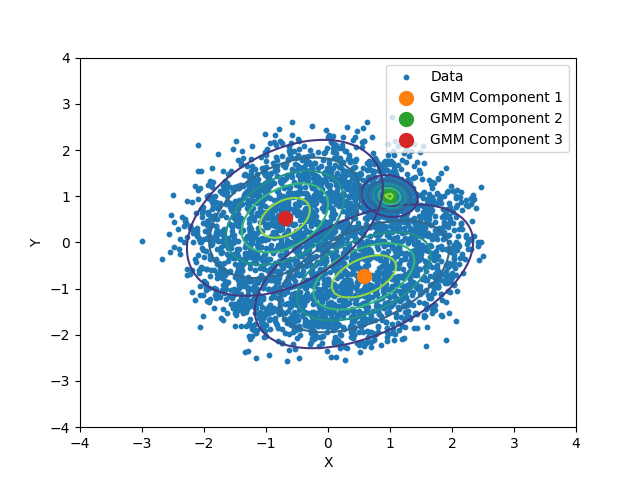 Data
GMM Component 1
GMM Component 2
GMM Component 3
4
3
2
1
0
−1
−2
−3
−4
Y
−4 −3 −2 −1 0 1 2 3 4
X